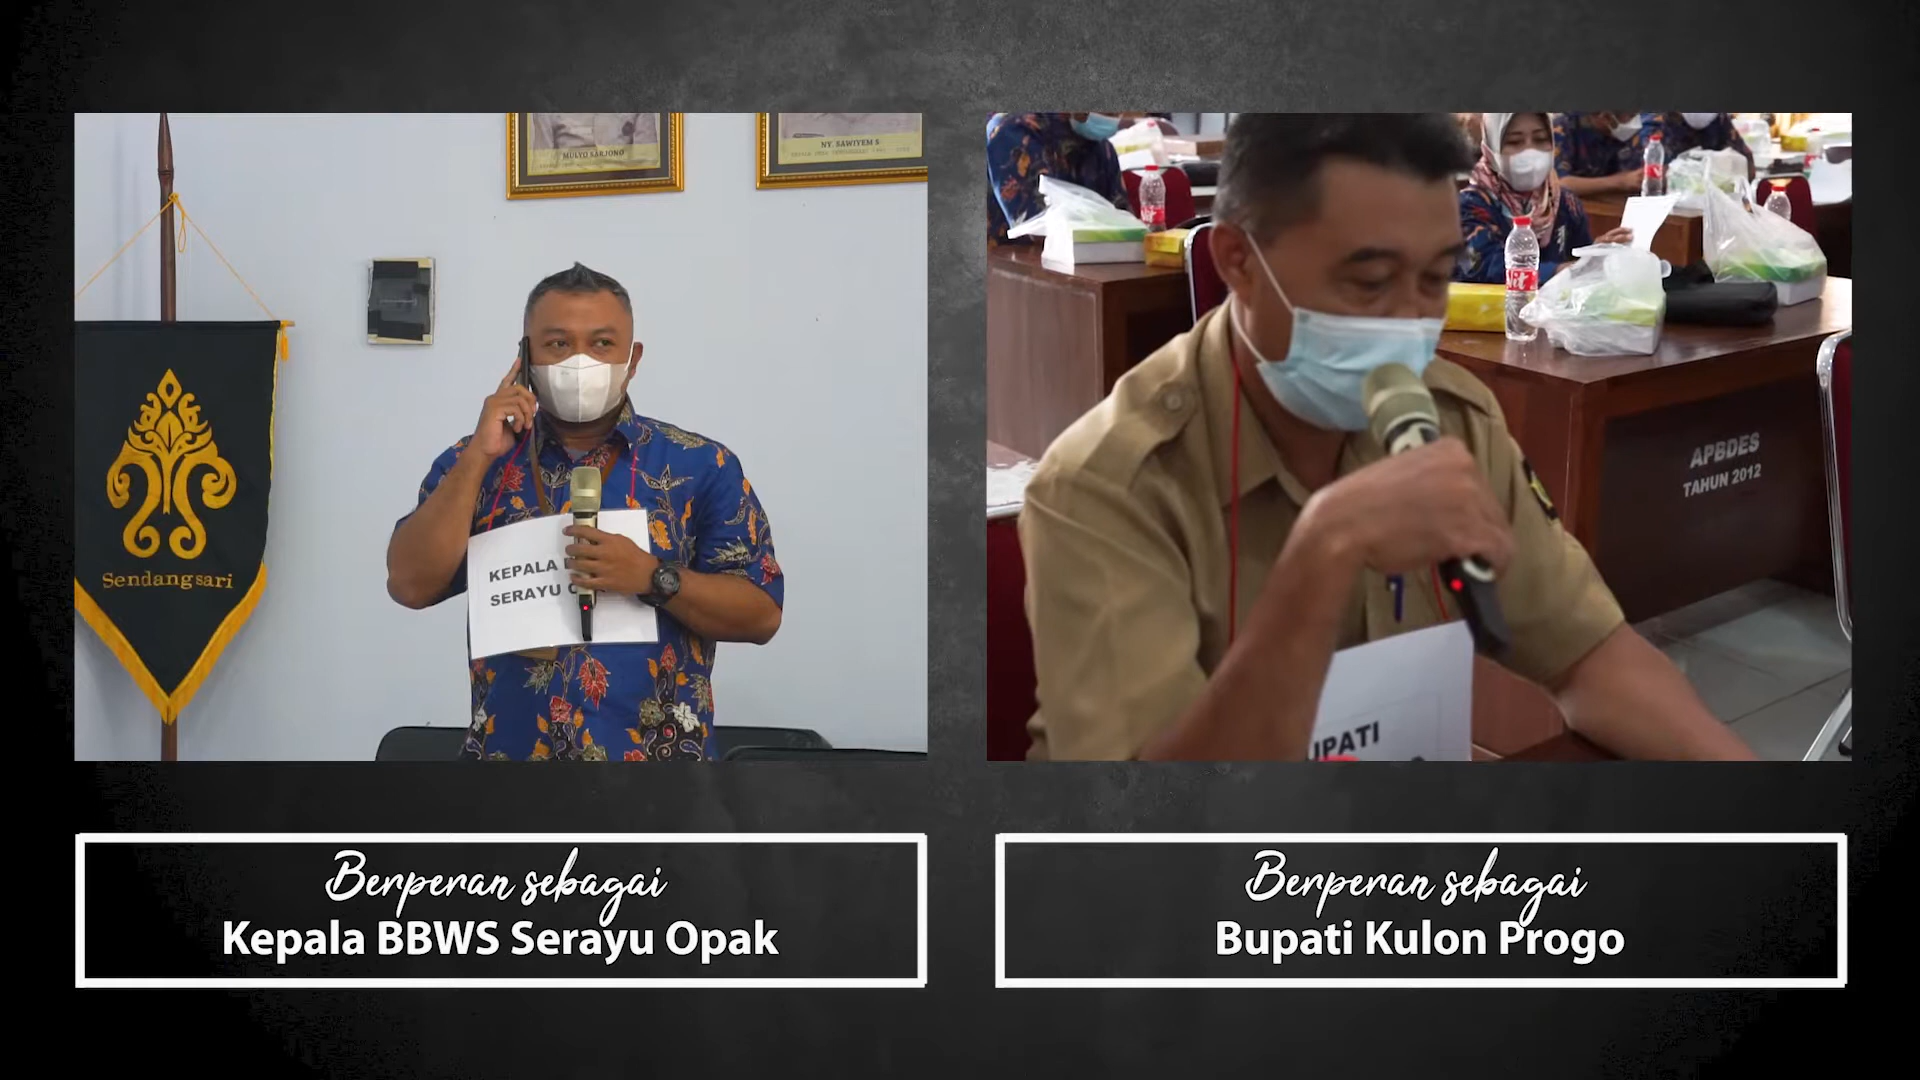 MULYO SARJONO
NY. SAWIYEM S
Sendangsari
KEPALA
SERAYU
APBDES
TAHUN 2012
Berperan sebagai
Kepala BBWS Serayu Opak
Berperan sebagai
Bupati Kulon Progo